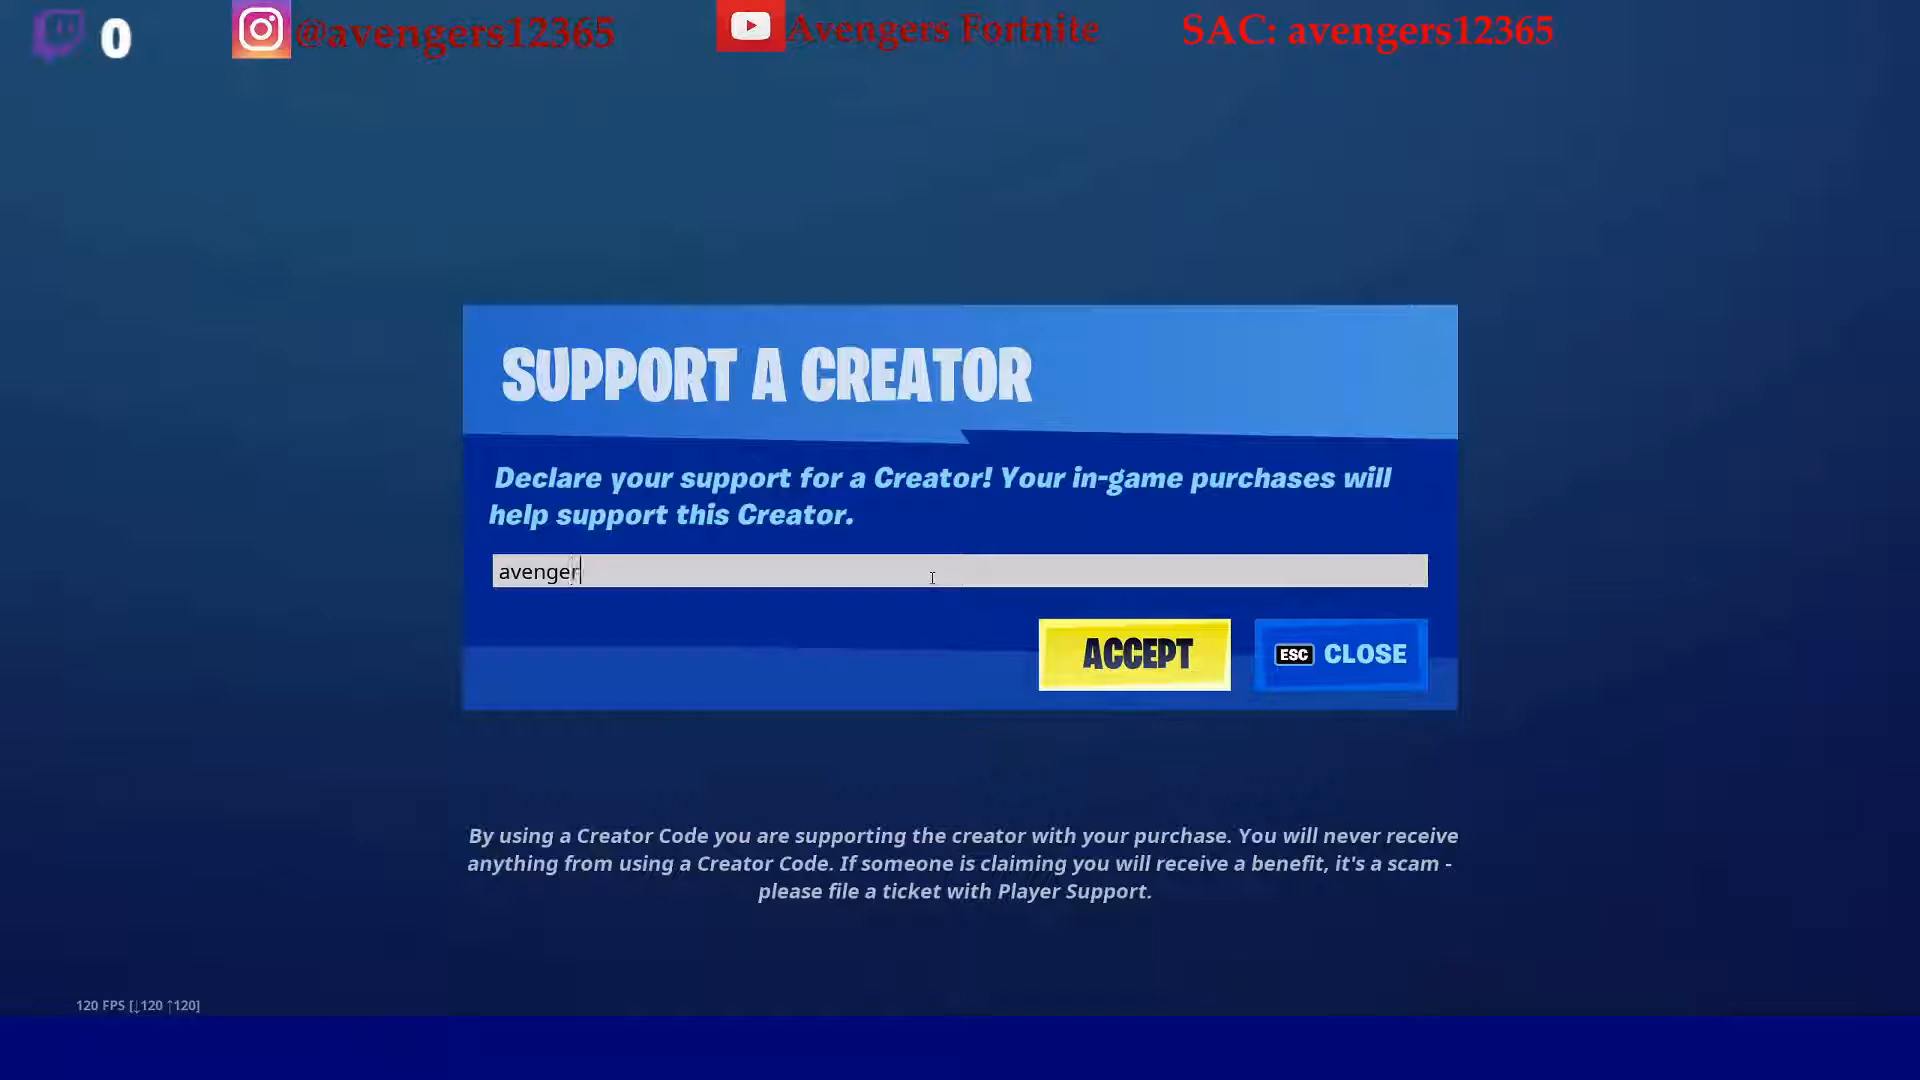 0
@avengers12365
Avengers Fortnite
SAC: avengers12365
SUPPORT A CREATOR
Declare your support for a Creator! Your in-game purchases will
help support this Creator.
avenger
ACCEPT
ESC CLOSE
By using a Creator Code you are supporting the creator with your purchase. You will never receive
anything from using a Creator Code. If someone is claiming you will receive a benefit, it's a scam -
please file a ticket with Player Support.
120 FPS [↓120 ↑120]